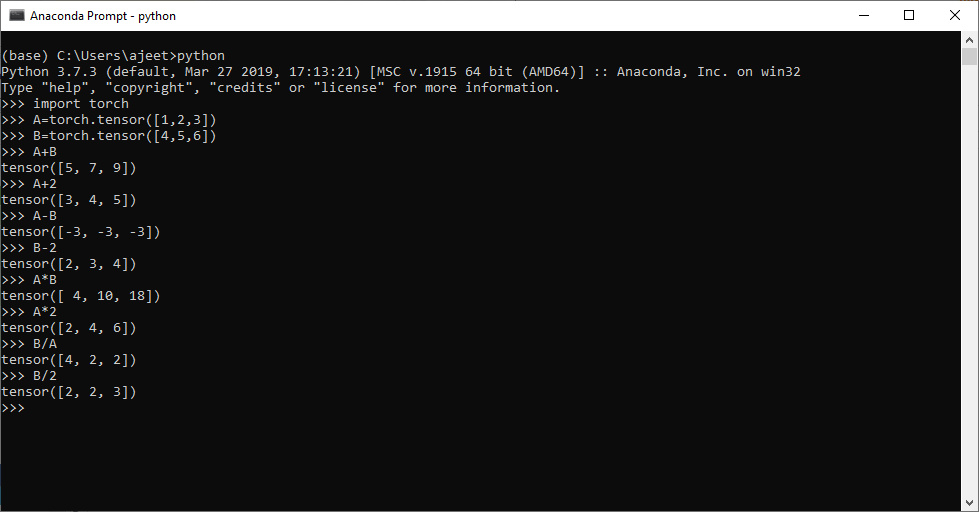 Anaconda Prompt - python
(base) C:\Users\ajeet>python
Python 3.7.3 (default, Mar 27 2019, 17:13:21) [MSC v.1915 64 bit (AMD64)] :: Anaconda, Inc. on win32
Type "help", "copyright", "credits" or "license" for more information.
>>> import torch
>>> A=torch.tensor([1,2,3])
>>> B=torch.tensor([4,5,6])
>>> A+B
tensor([5, 7, 9])
>>> A+2
tensor([3, 4, 5])
>>> A-B
tensor([-3, -3, -3])
>>> B-2
tensor([2, 3, 4])
>>> A*B
tensor([ 4, 10, 18])
>>> A*2
tensor([2, 4, 6])
>>> B/A
tensor([4, 2, 2])
>>> B/2
tensor([2, 2, 3])
>>>